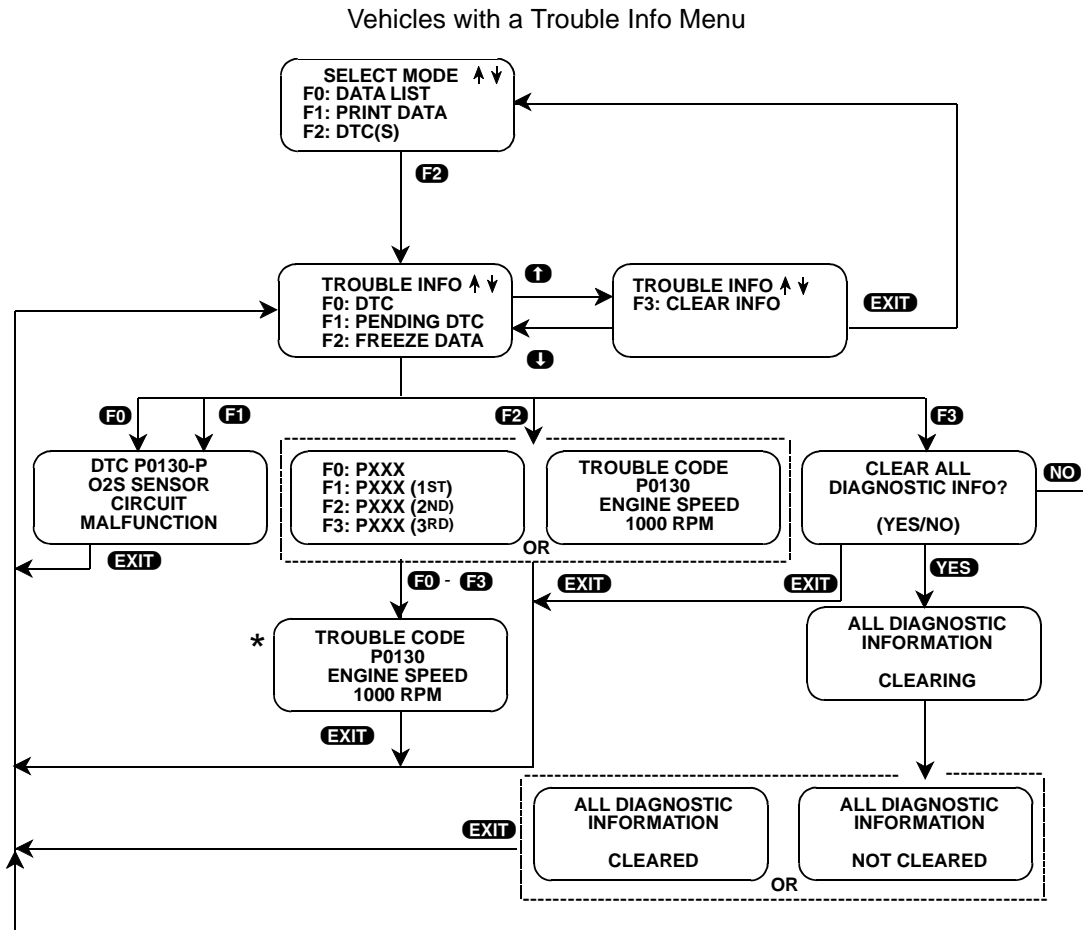 Vehicles with a Trouble Info Menu
SELECT MODE
F0: DATA LIST
F1: PRINT DATA
F2: DTC(S)
F2
TROUBLE INFO
F0: DTC
F1: PENDING DTC
F2: FREEZE DATA
TROUBLE INFO
F3: CLEAR INFO
EXIT
F0
F1
F2
F3
DTC P0130-P
O2S SENSOR
CIRCUIT
MALFUNCTION
EXIT
F0: PXXX
F1: PXXX (1ST)
F2: PXXX (2ND)
F3: PXXX (3RD)
OR
TROUBLE CODE
P0130
ENGINE SPEED
1000 RPM
CLEAR ALL
DIAGNOSTIC INFO?
(YES/NO)
NO
F0 - F3
EXIT
EXIT
YES
*
TROUBLE CODE
P0130
ENGINE SPEED
1000 RPM
EXIT
ALL DIAGNOSTIC
INFORMATION
CLEARING
EXIT
ALL DIAGNOSTIC
INFORMATION
CLEARED
OR
ALL DIAGNOSTIC
INFORMATION
NOT CLEARED